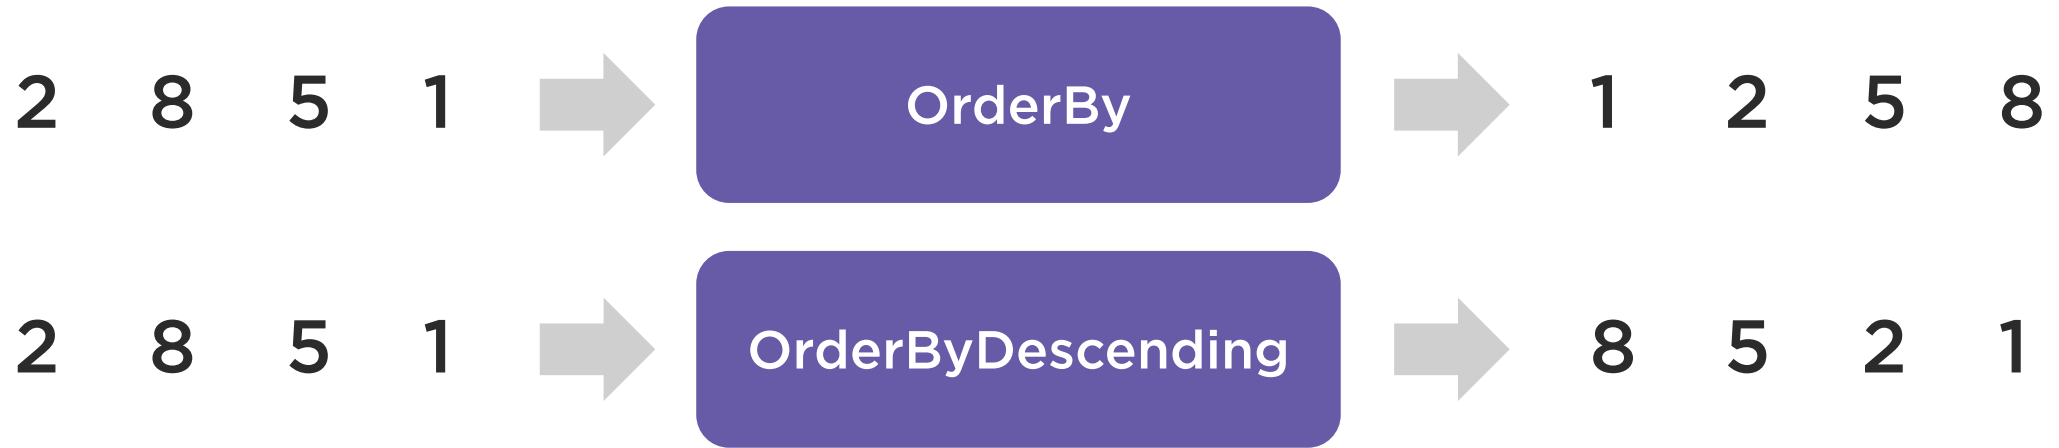 2 8 5 1 OrderBy 1 2 5 8
2 8 5 1 OrderByDescending 8 5 2 1